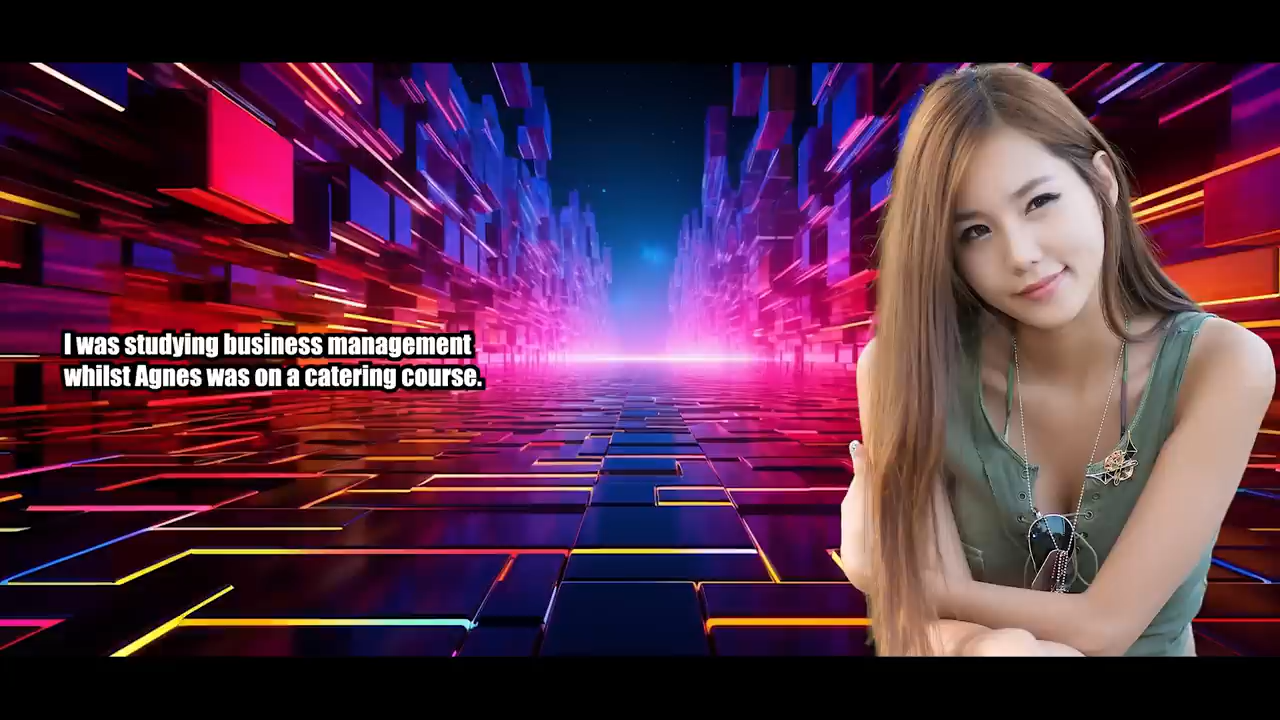 I was studying business management
whilst Agnes was on a catering course.